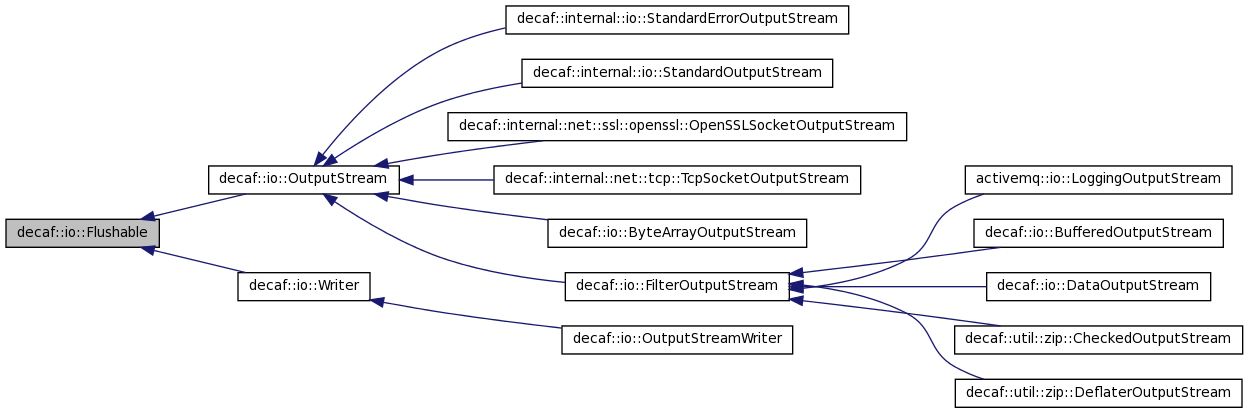 decaf::internal::io::StandardErrorOutputStream
decaf::internal::io::StandardOutputStream
decaf::internal::net::ssl::openssl::OpenSSLSocketOutputStream
decaf::io::OutputStream
decaf::internal::net::tcp::TcpSocketOutputStream
activemq::io::LoggingOutputStream
decaf::io::Flushable
decaf::io::ByteArrayOutputStream
decaf::io::BufferedOutputStream
decaf::io::Writer
decaf::io::FilterOutputStream
decaf::io::DataOutputStream
decaf::io::OutputStreamWriter
decaf::util::zip::CheckedOutputStream
decaf::util::zip::DeflaterOutputStream